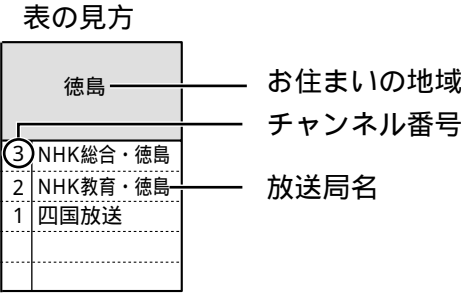 表の見方
徳島
お住まいの地域
チャンネル番号
3 NHK総合・徳島
2 NHK教育・徳島
放送局名
1 四国放送